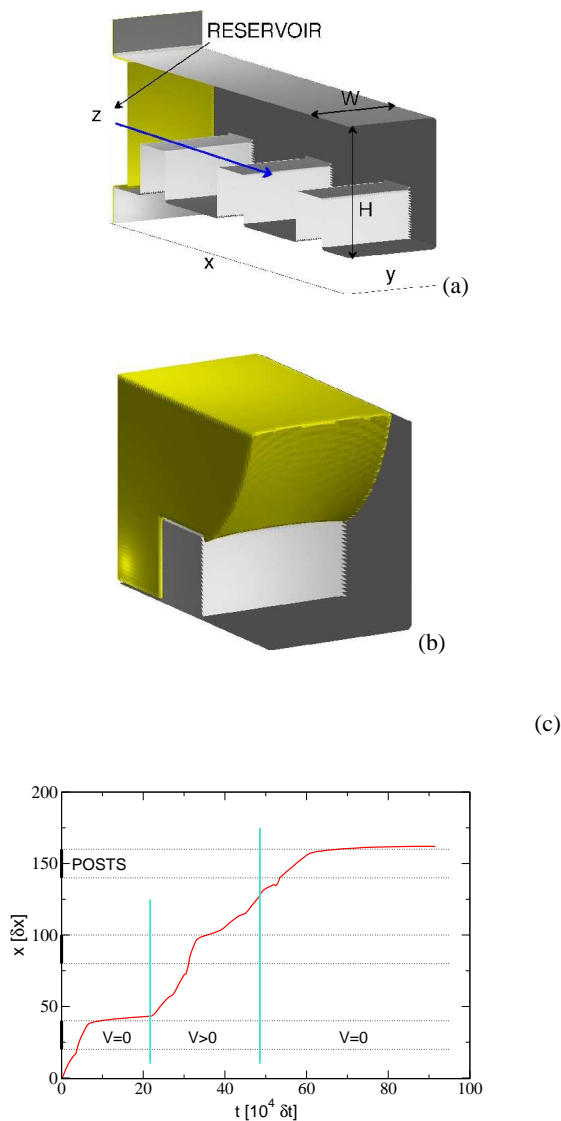 RESERVOIR
W
z
H
x
y
(a)
(b)
(c)
200
150
POSTS
x [δx]
100
50
V=0 V>0 V=0
0
0 20 40 60 80 100
t [10⁴ δt]